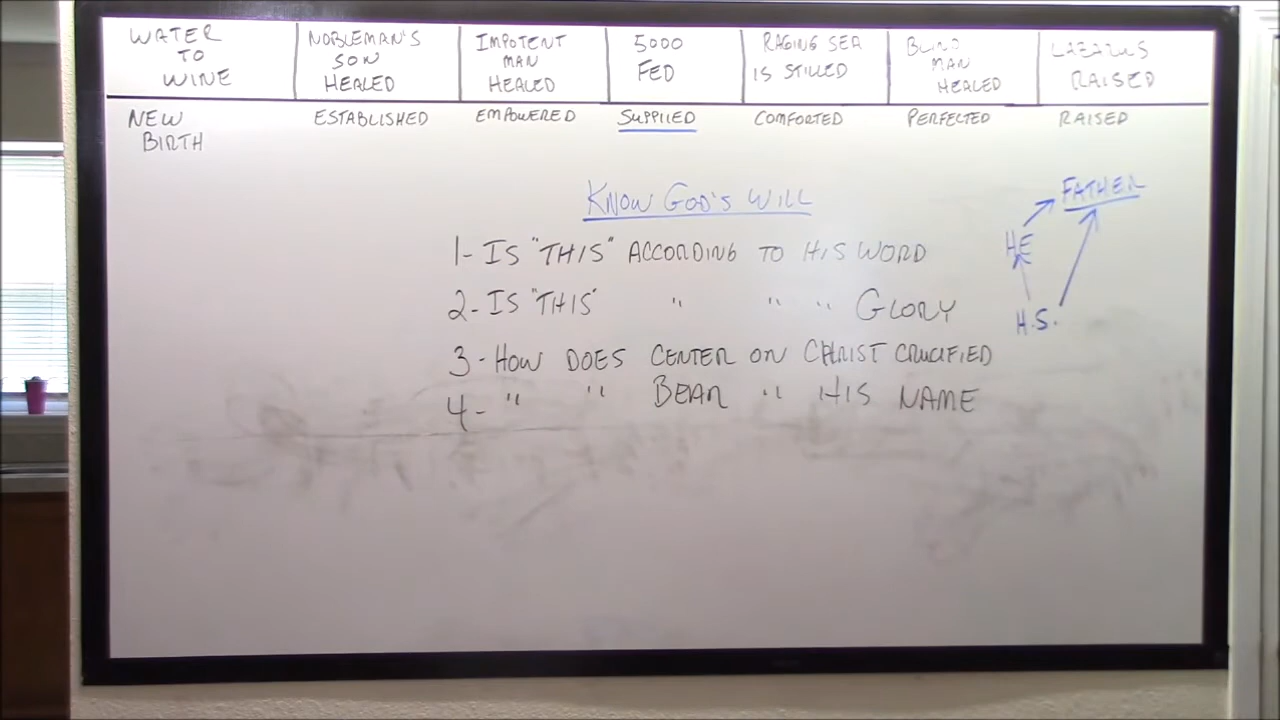 WATER
TO
WINE
NOBLEMAN'S
SON
HEALED
IMPOTENT
MAN
HEALED
5000
FED
RAGING SEA
IS STILLED
BLIND
MAN
HEALED
LAZARUS
RAISED
NEW
BIRTH
ESTABLISHED
EMPOWERED
SUPPLIED
COMFORTED
PERFECTED
RAISED
KNOW GOD'S WILL
1- IS "THIS" ACCORDING TO HIS WORD
2- IS "THIS" " " " GLORY
3- HOW DOES CENTER ON CHRIST CRUCIFIED
4- " " BEAR " HIS NAME
FATHER
HE
H.S.